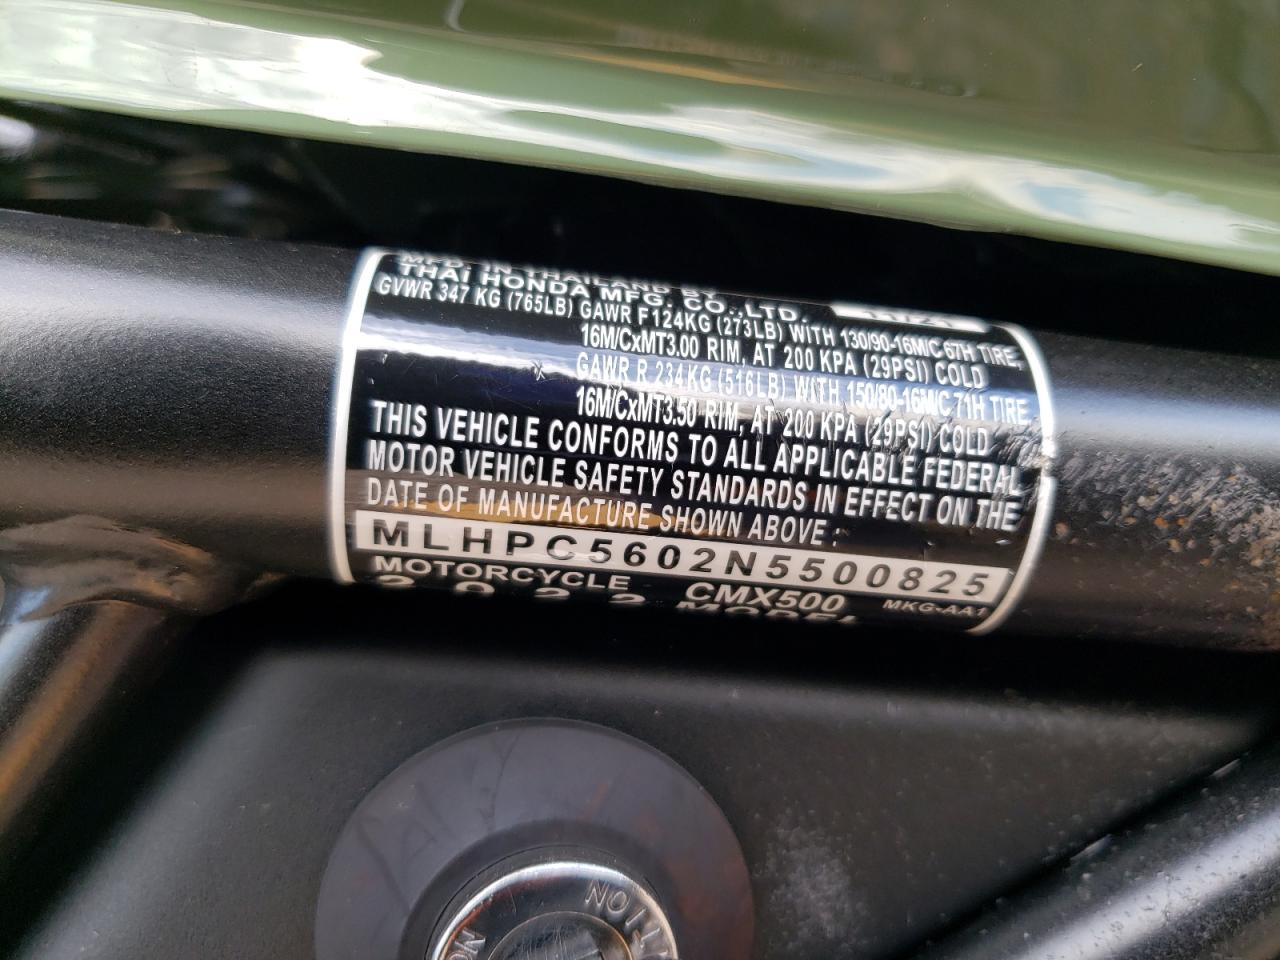 MFD. IN THAILAND BY
THAI HONDA MFG. CO.,LTD. 11/21
GVWR 347 KG (765LB) GAWR F 124KG (273LB) WITH 130/90-16M/C 67H TIRE,
16M/CxMT3.00 RIM, AT 200 KPA (29PSI) COLD
GAWR R 234KG (516LB) WITH 150/80-16M/C 71H TIRE,
16M/CxMT3.50 RIM, AT 200 KPA (29PSI) COLD
THIS VEHICLE CONFORMS TO ALL APPLICABLE FEDERAL
MOTOR VEHICLE SAFETY STANDARDS IN EFFECT ON THE
DATE OF MANUFACTURE SHOWN ABOVE :
MLHPC5602N5500825
MOTORCYCLE CMX500 MKG-AA1
2022 MODEL